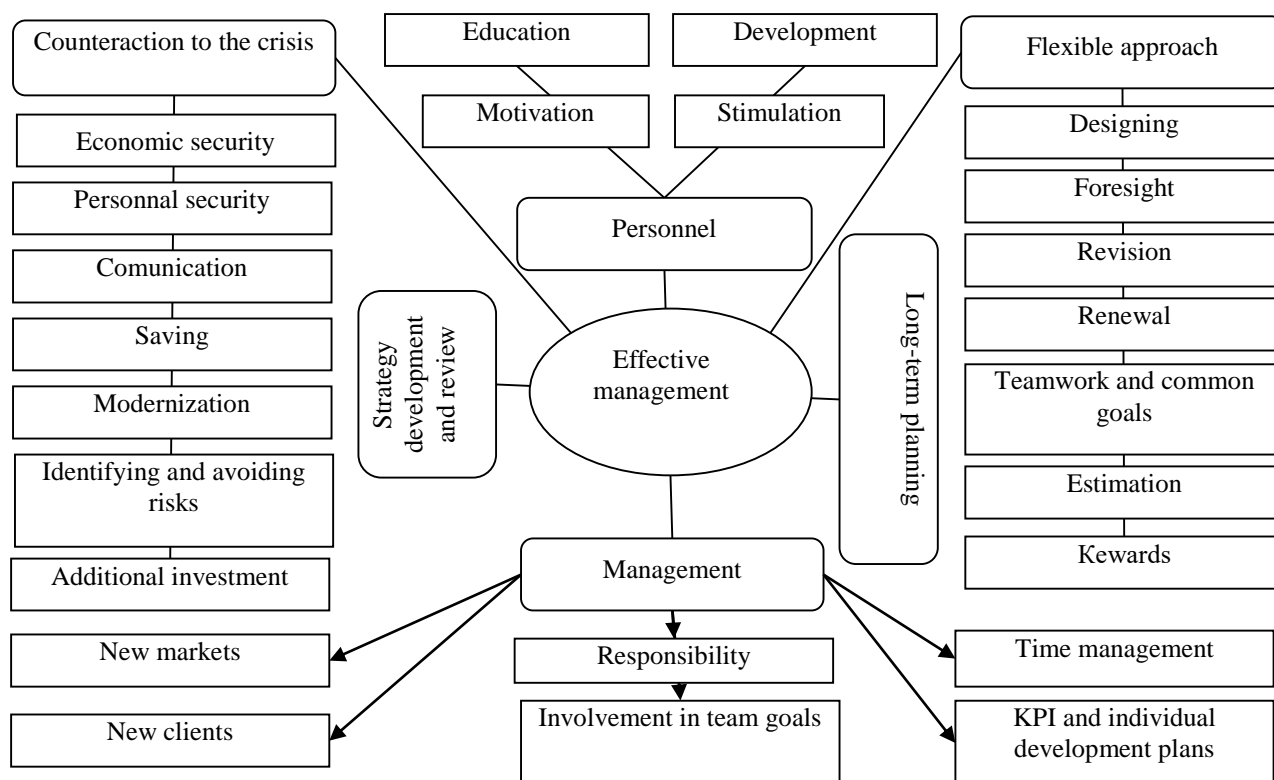 Counteraction to the crisis
Economic security
Personnal security
Comunication
Saving
Modernization
Identifying and avoiding
risks
Additional investment
New markets
New clients
Education
Development
Motivation
Stimulation
Personnel
Strategy
development
and review
Effective
management
Long-term planning
Management
Responsibility
Involvement in team goals
Flexible approach
Designing
Foresight
Revision
Renewal
Teamwork and common
goals
Estimation
Kewards
Time management
KPI and individual
development plans